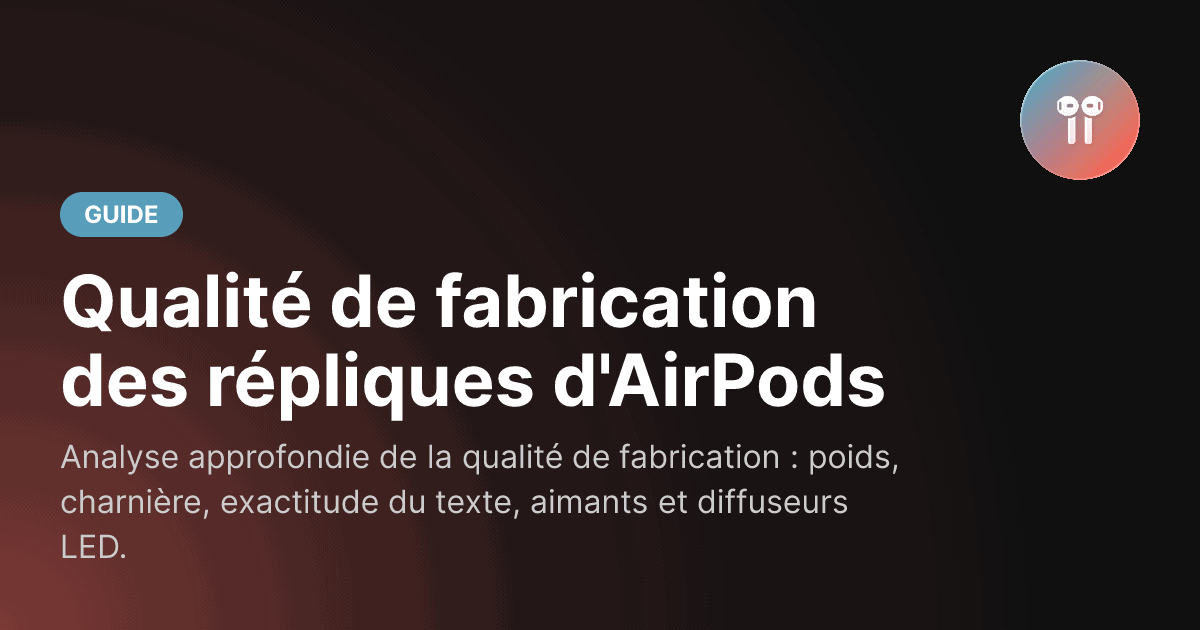 GUIDE
Qualité de fabrication
des répliques d'AirPods
Analyse approfondie de la qualité de fabrication : poids,
charnière, exactitude du texte, aimants et diffuseurs
LED.